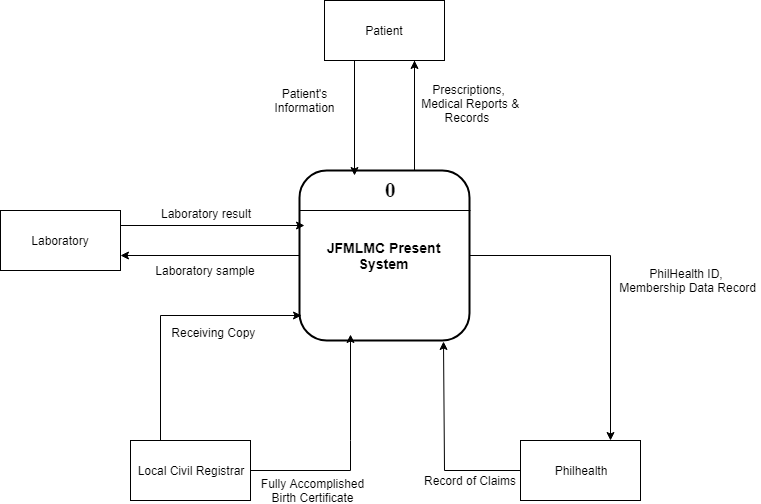 Patient
Patient's
Information
Prescriptions,
Medical Reports &
Records
0
Laboratory result
Laboratory
JFMLMC Present
System
Laboratory sample
PhilHealth ID,
Membership Data Record
Receiving Copy
Local Civil Registrar
Fully Accomplished
Birth Certificate
Record of Claims
Philhealth